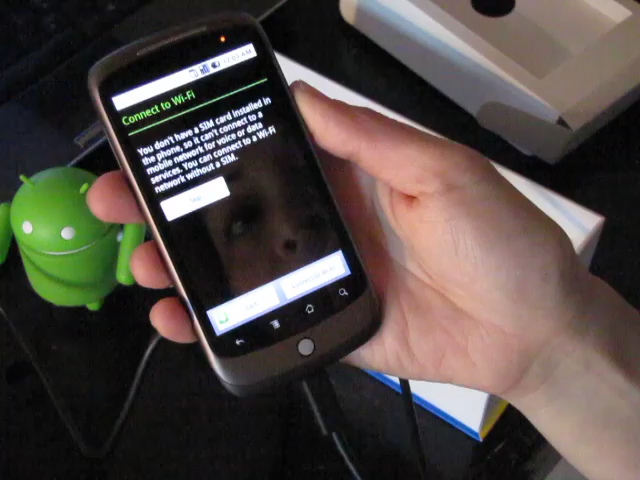 Connect to Wi-Fi
You don't have a SIM card installed in
the phone, so it can't connect to a
mobile network for voice or data
services. You can connect to a Wi-Fi
network without a SIM.
Skip